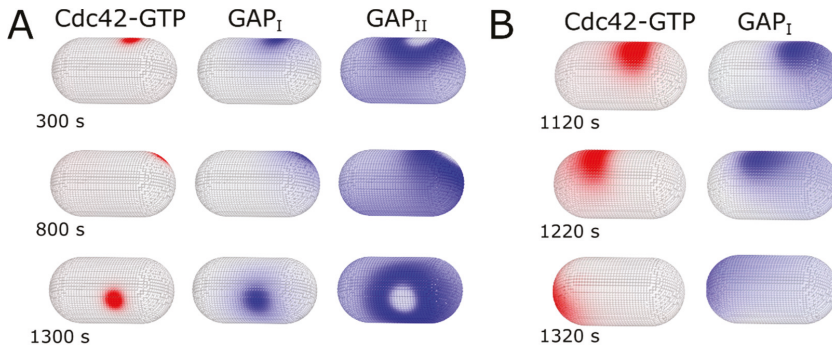 A
Cdc42-GTP GAPI GAPII
300 s
800 s
1300 s
B
Cdc42-GTP GAPI
1120 s
1220 s
1320 s